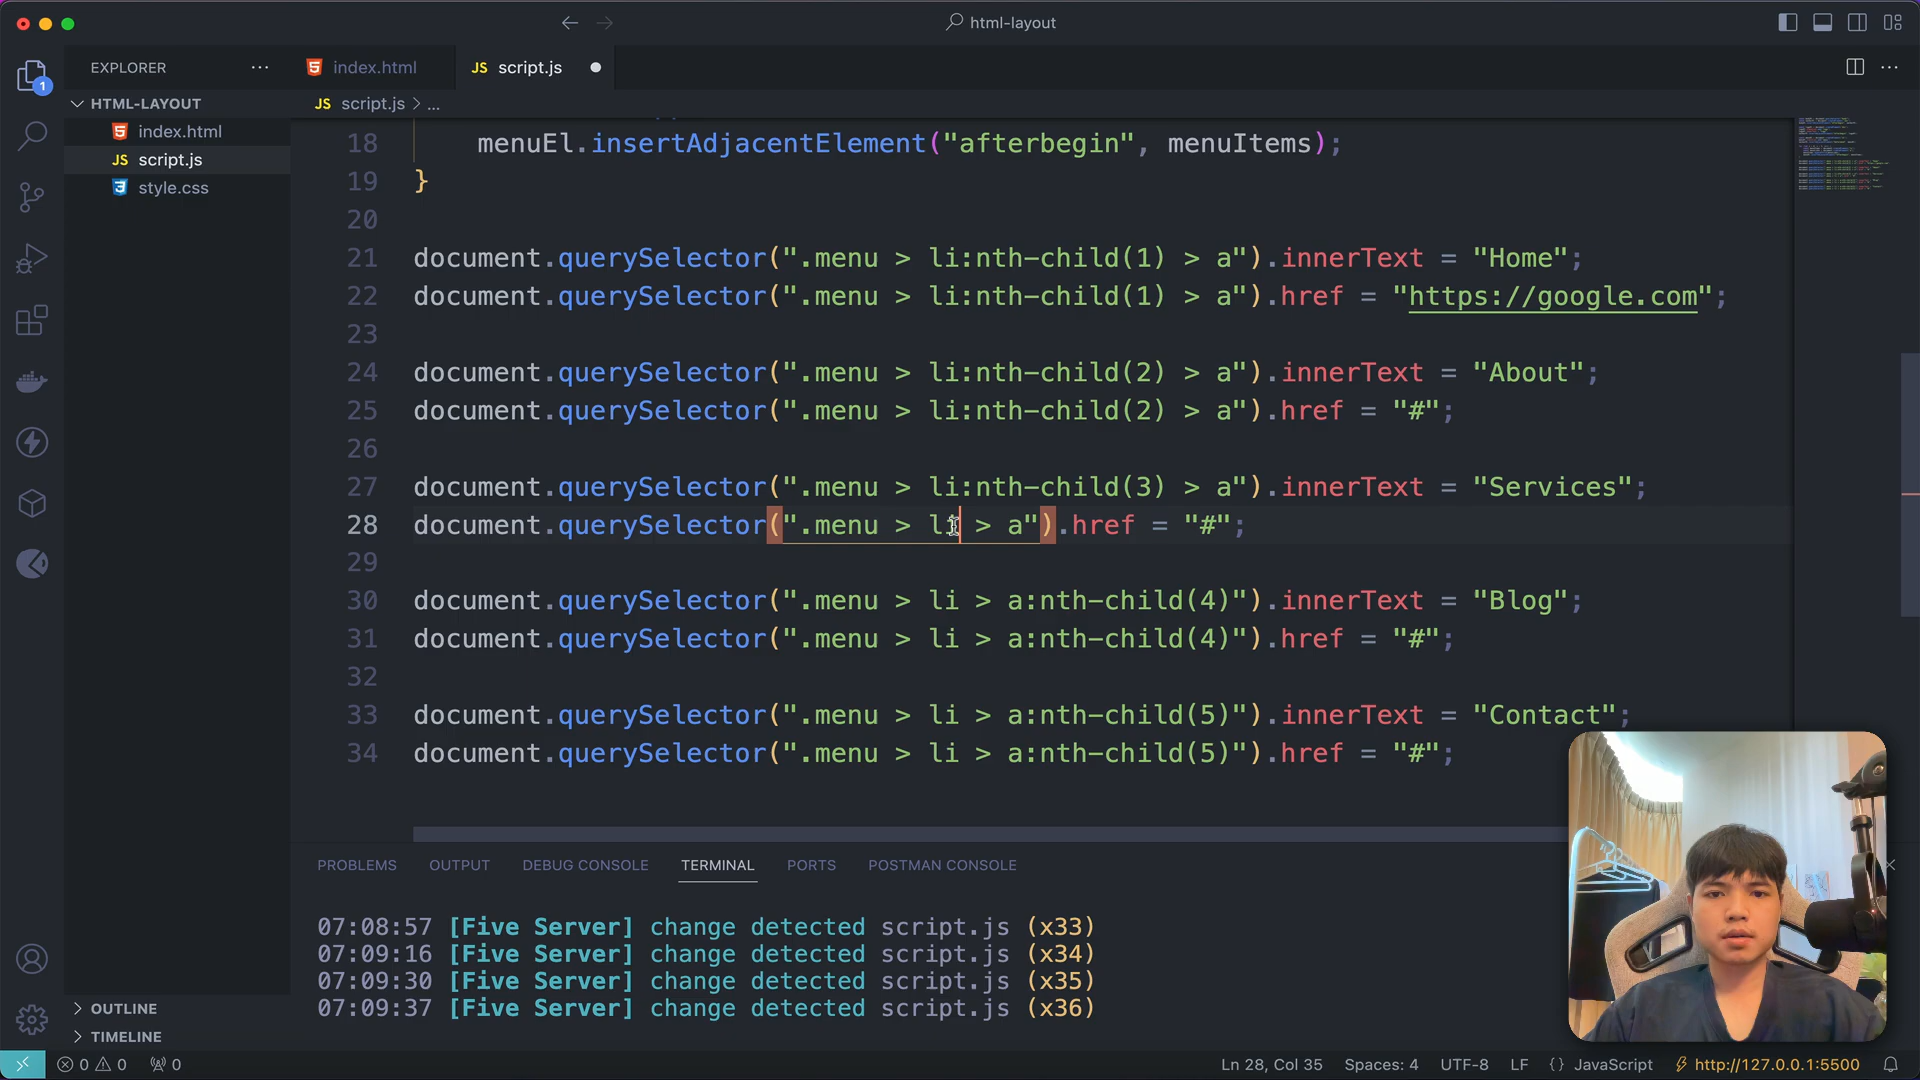 html-layout
EXPLORER
index.html
JS script.js
1
HTML-LAYOUT
index.html
JS script.js
style.css
JS script.js > ...
18 menuEl.insertAdjacentElement("afterbegin", menuItems);
19 }
20
21 document.querySelector(".menu > li:nth-child(1) > a").innerText = "Home";
22 document.querySelector(".menu > li:nth-child(1) > a").href = "https://google.com";
23
24 document.querySelector(".menu > li:nth-child(2) > a").innerText = "About";
25 document.querySelector(".menu > li:nth-child(2) > a").href = "#";
26
27 document.querySelector(".menu > li:nth-child(3) > a").innerText = "Services";
28 document.querySelector(".menu > li > a").href = "#";
29
30 document.querySelector(".menu > li > a:nth-child(4)").innerText = "Blog";
31 document.querySelector(".menu > li > a:nth-child(4)").href = "#";
32
33 document.querySelector(".menu > li > a:nth-child(5)").innerText = "Contact";
34 document.querySelector(".menu > li > a:nth-child(5)").href = "#";
PROBLEMS OUTPUT DEBUG CONSOLE TERMINAL PORTS POSTMAN CONSOLE
07:08:57 [Five Server] change detected script.js (x33)
07:09:16 [Five Server] change detected script.js (x34)
07:09:30 [Five Server] change detected script.js (x35)
07:09:37 [Five Server] change detected script.js (x36)
OUTLINE
TIMELINE
0 0 0 Ln 28, Col 35 Spaces: 4 UTF-8 LF {} JavaScript http://127.0.0.1:5500